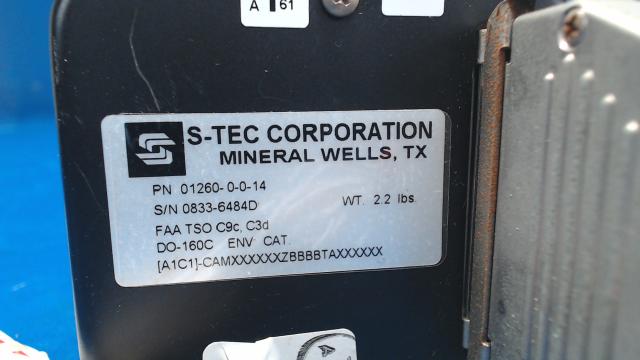 A 61
S-TEC CORPORATION
MINERAL WELLS, TX
PN 01260-0-0-14
S/N 0833-6484D WT. 2.2 lbs.
FAA TSO C9c, C3d
DO-160C ENV CAT.
[A1C1]-CAMXXXXXXZBBBBTAXXXXXX
A